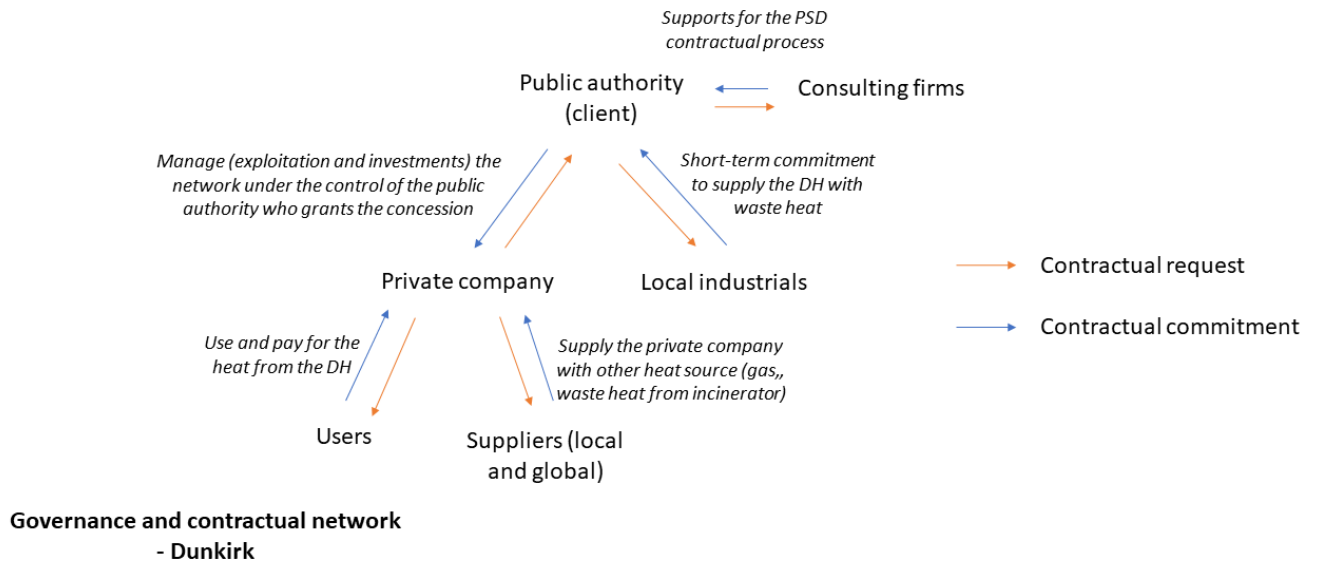 Supports for the PSD
contractual process
Public authority
(client)
Consulting firms
Manage (exploitation and investments) the
network under the control of the public
authority who grants the concession
Short-term commitment
to supply the DH with
waste heat
Private company
Local industrials
Contractual request
Contractual commitment
Use and pay for the
heat from the DH
Supply the private company
with other heat source (gas,,
waste heat from incinerator)
Users
Suppliers (local
and global)
Governance and contractual network
- Dunkirk